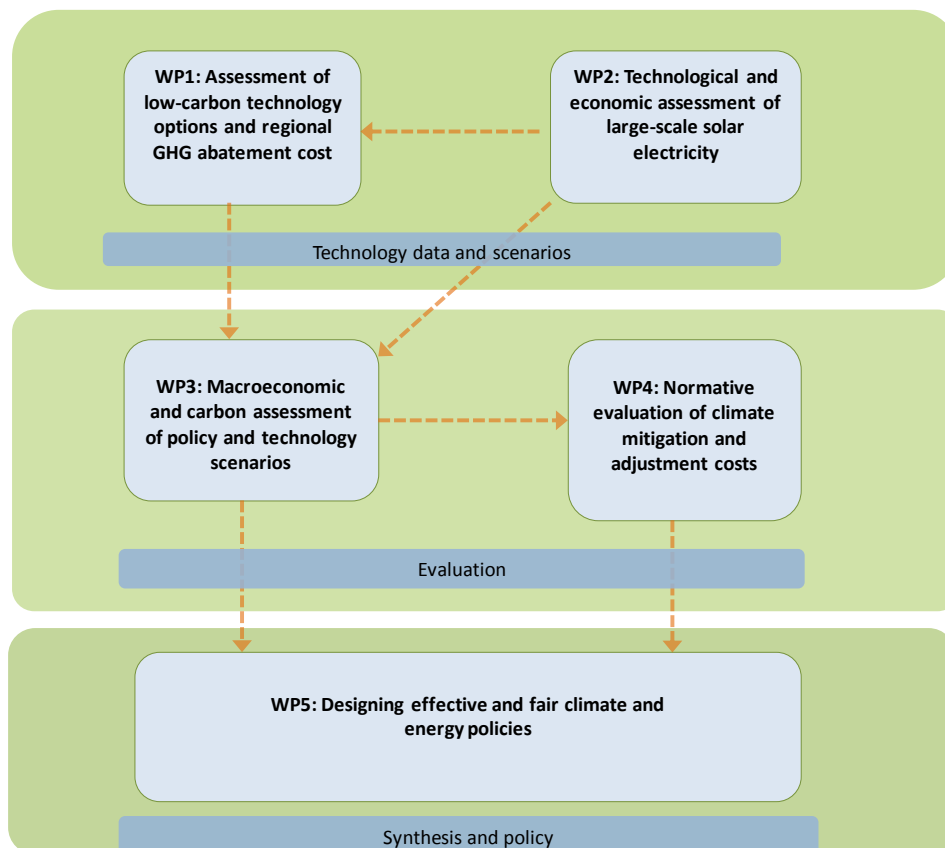 WP1: Assessment of
low-carbon technology
options and regional
GHG abatement cost
WP2: Technological and
economic assessment of
large-scale solar
electricity
Technology data and scenarios
WP3: Macroeconomic
and carbon assessment
of policy and technology
scenarios
WP4: Normative
evaluation of climate
mitigation and
adjustment costs
Evaluation
WP5: Designing effective and fair climate and
energy policies
Synthesis and policy